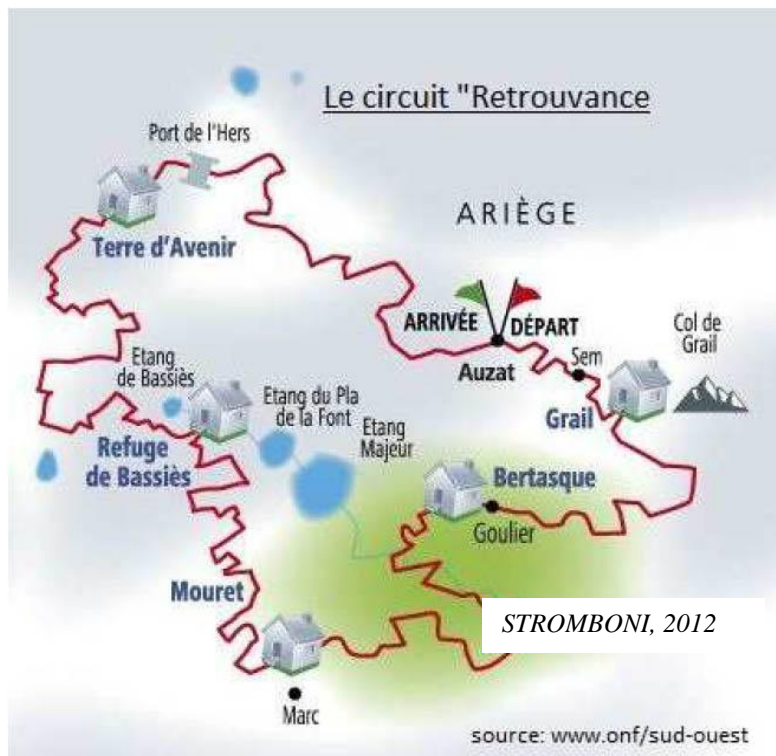 Le circuit "Retrouvance
Port de l'Hers
ARIÈGE
Terre d'Avenir
ARRIVÉE
DÉPART
Auzat
Sem
Col de
Grail
Grail
Etang
de Bassiès
Etang du Pla
de la Font
Etang
Majeur
Refuge
de Bassiès
Bertasque
Goulier
Mouret
STROMBONI, 2012
Marc
source: www.onf/sud-ouest